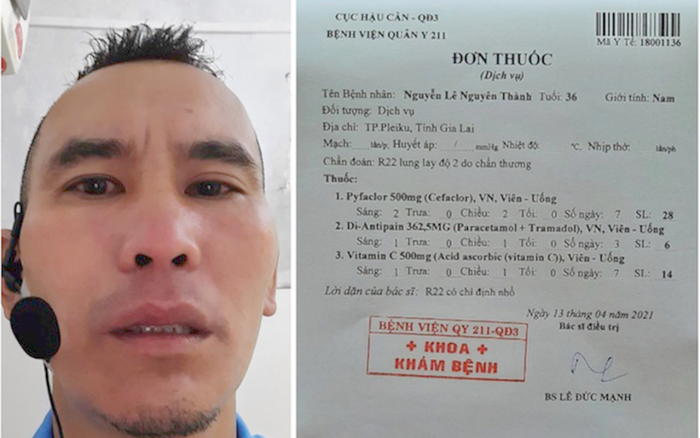 CỤC HẬU CẦN - QĐ3
BỆNH VIỆN QUÂN Y 211
Mã Y Tế: 18001136
ĐƠN THUỐC
(Dịch vụ)
Tên Bệnh nhân: Nguyễn Lê Nguyên Thành Tuổi: 36 Giới tính: Nam
Đối tượng: Dịch vụ
Địa chỉ: TP.Pleiku, Tỉnh Gia Lai
Mạch: lần/p, Huyết áp: / mmHg Nhiệt độ: °C, Nhịp thở: lần/ph
Chẩn đoán: R22 lung lay độ 2 do chấn thương
Thuốc:
1. Pyfaclor 500mg (Cefaclor), VN, Viên - Uống
Sáng: 2 Trưa: 0 Chiều: 2 Tối: 0 Số ngày: 7 SL: 28
2. Di-Antipain 362,5MG (Paracetamol + Tramadol), VN, Viên - Uống
Sáng: 1 Trưa: 0 Chiều: 1 Tối: 0 Số ngày: 3 SL: 6
3. Vitamin C 500mg (Acid ascorbic (vitamin C)), Viên - Uống
Sáng: 1 Trưa: 0 Chiều: 1 Tối: 0 Số ngày: 7 SL: 14
Lời dặn của bác sĩ: R22 có chỉ định nhổ
Ngày 13 tháng 04 năm 2021
Bác sĩ điều trị
BỆNH VIỆN QY 211-QĐ3
KHOA
KHÁM BỆNH
BS LÊ ĐỨC MẠNH